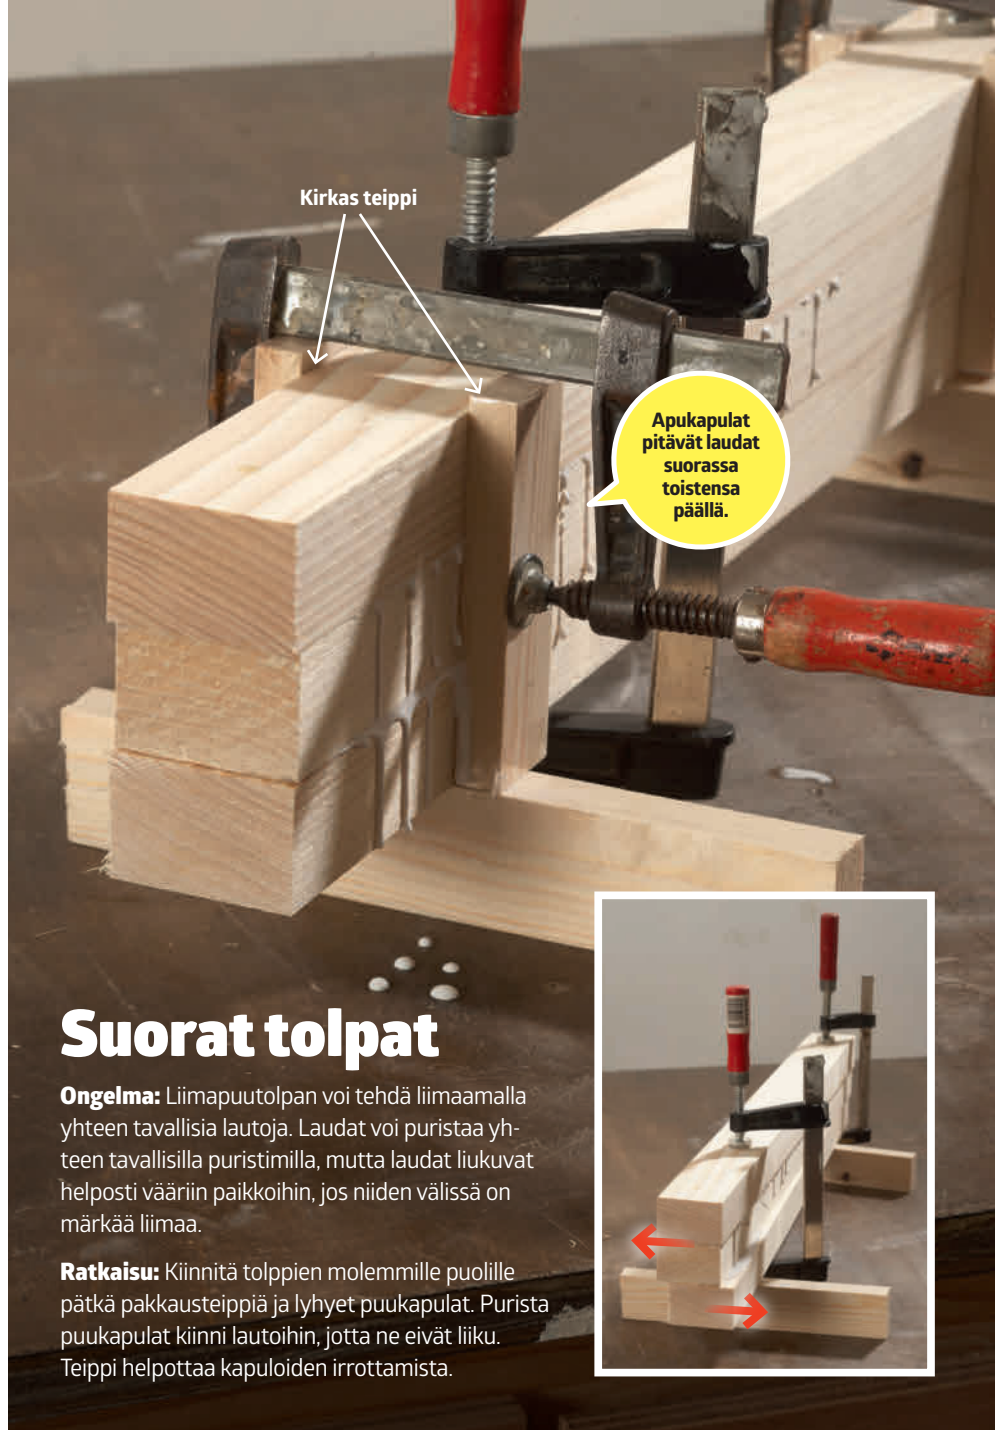 Kirkas teippi
Apukapulat
pitävät laudat
suorassa
toistensa
päällä.
Suorat tolpat
Ongelma: Liimapuutolpan voi tehdä liimaamalla
yhteen tavallisia lautoja. Laudat voi puristaa yh-
teen tavallisilla puristimilla, mutta laudat liukuvat
helposti vääriin paikkoihin, jos niiden välissä on
märkää liimaa.
Ratkaisu: Kiinnitä tolppien molemmille puolille
pätkä pakkausteippiä ja lyhyet puukapulat. Purista
puukapulat kiinni lautoihin, jotta ne eivät liiku.
Teippi helpottaa kapuloiden irrottamista.